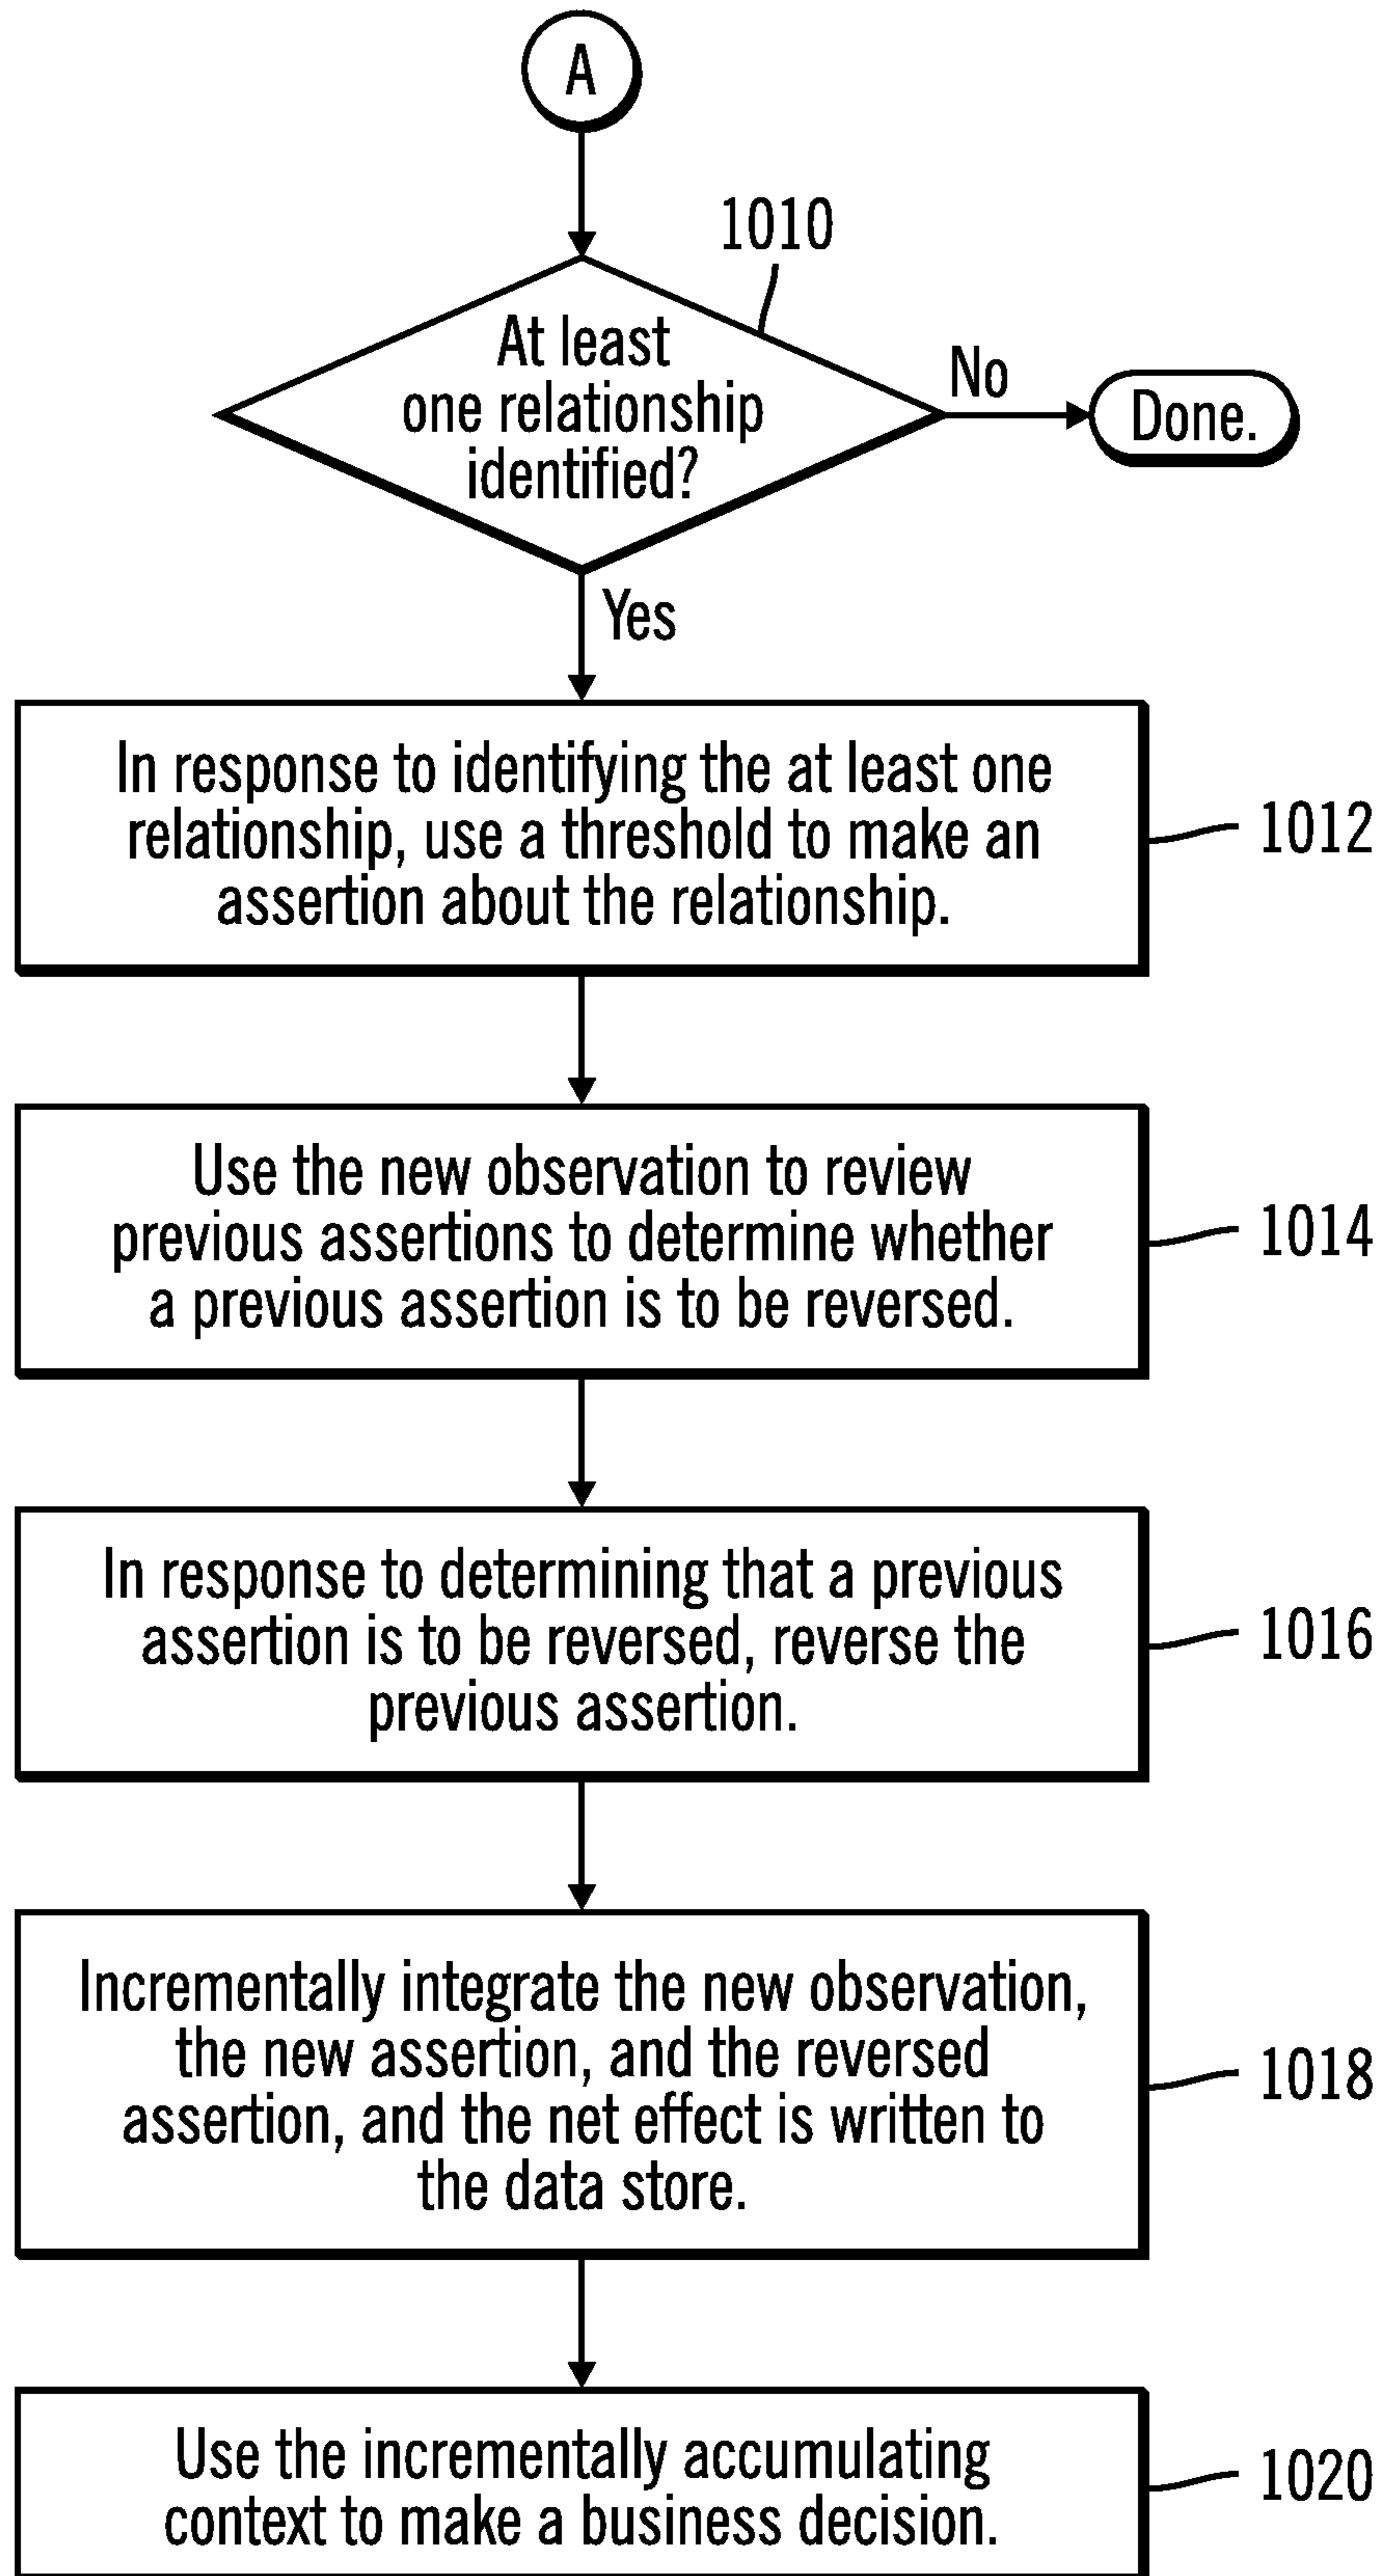 A
1010
At least
one relationship
identified?
No
Done.
Yes
In response to identifying the at least one
relationship, use a threshold to make an
assertion about the relationship.
1012
Use the new observation to review
previous assertions to determine whether
a previous assertion is to be reversed.
1014
In response to determining that a previous
assertion is to be reversed, reverse the
previous assertion.
1016
Incrementally integrate the new observation,
the new assertion, and the reversed
assertion, and the net effect is written to
the data store.
1018
Use the incrementally accumulating
context to make a business decision.
1020